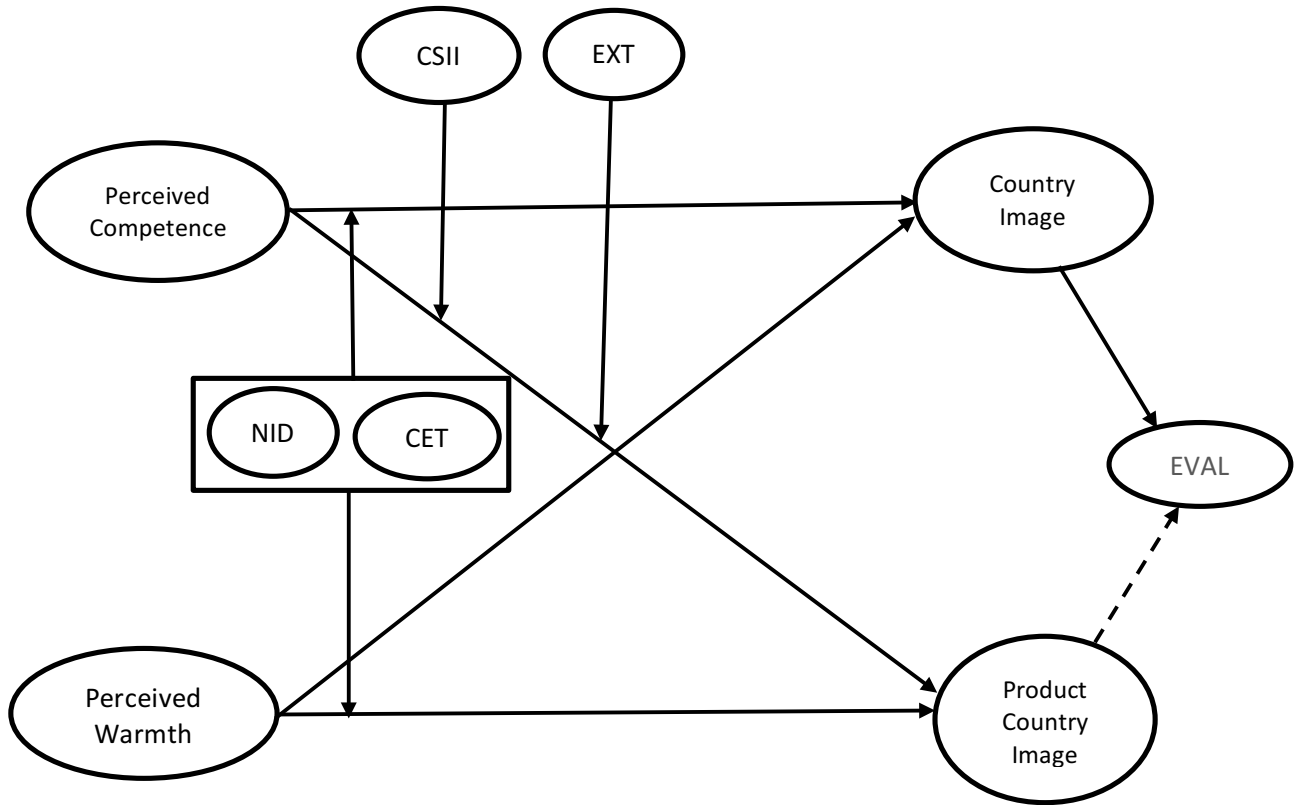 CSII
EXT
Perceived
Competence
Country
Image
NID
CET
EVAL
Perceived
Warmth
Product
Country
Image